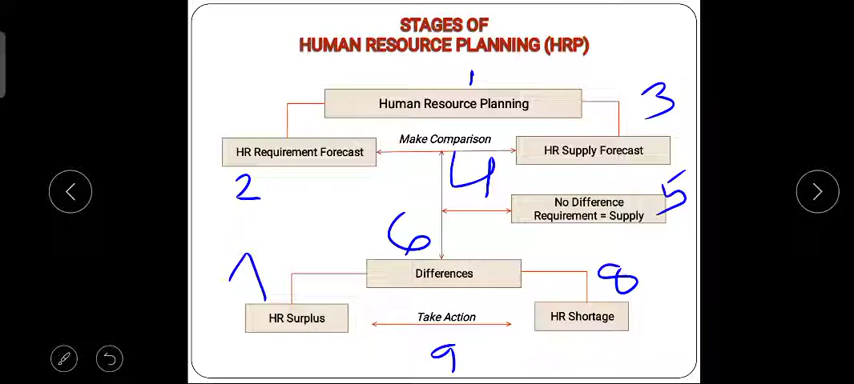 STAGES OF
HUMAN RESOURCE PLANNING (HRP)
1
Human Resource Planning
3
HR Requirement Forecast
Make Comparison
HR Supply Forecast
2
4
No Difference
Requirement = Supply
5
6
Differences
7
8
HR Surplus
Take Action
HR Shortage
9